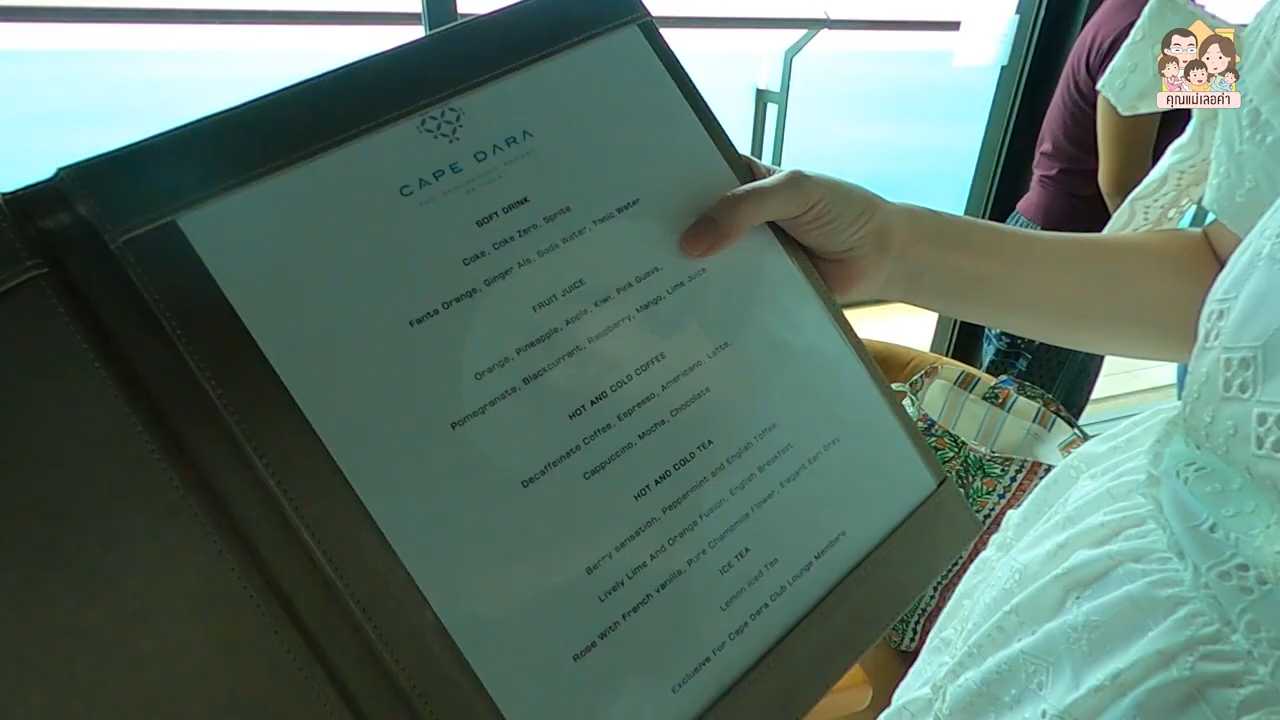 CAPE DARA
SOFT DRINK
Coke, Coke Zero, Sprite
Fanta Orange, Ginger Ale, Soda Water, Tonic Water
FRUIT JUICE
Orange, Pineapple, Apple, Kiwi, Pink Guava,
Pomegranate, Blackcurrant, Raspberry, Mango, Lime Juice
HOT AND COLD COFFEE
Decaffeinate Coffee, Espresso, Americano, Latte,
Cappuccino, Mocha, Chocolate
HOT AND COLD TEA
Berry sensation, Peppermint and English Toffee,
Lively Lime And Orange Fusion, English Breakfast
Rose With French Vanilla, Pure Chamomile Flower, Elegant Earl Grey
ICE TEA
Lemon Iced Tea
Exclusive For Cape Dara Club Lounge Members
คุณแม่เลอค่า